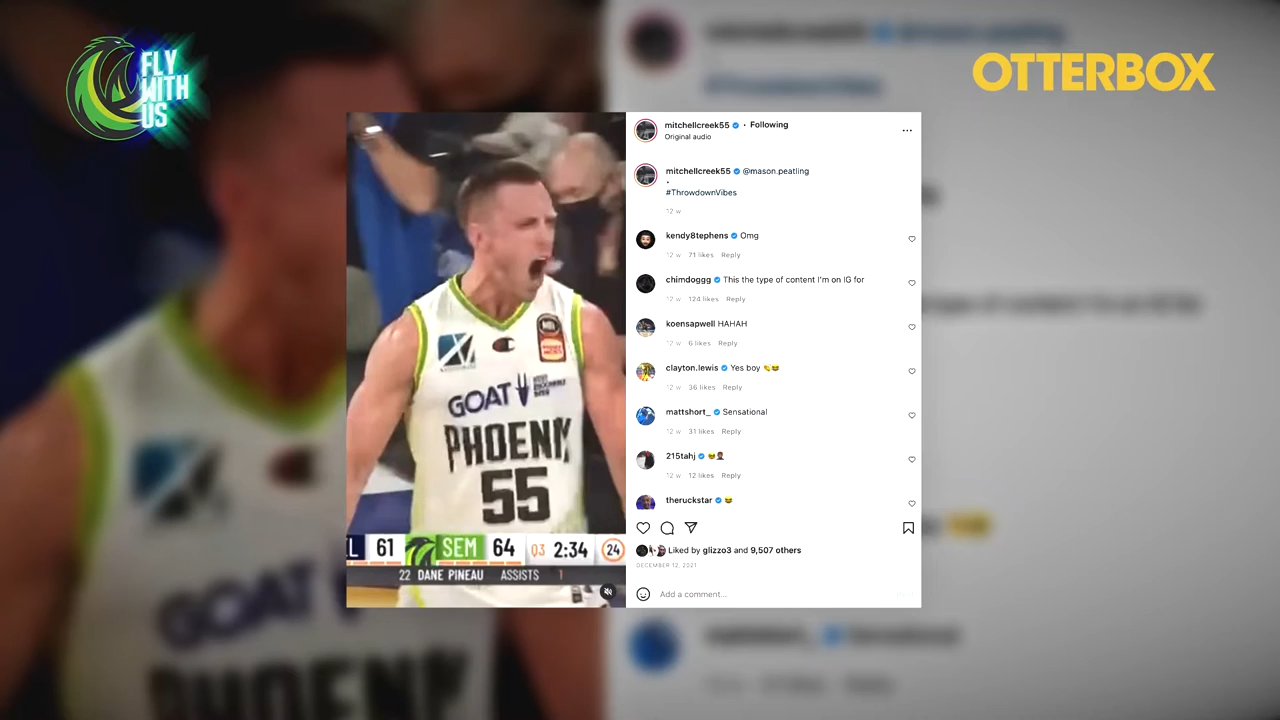 FLY
WITH
US
OTTERBOX
mitchellcreek55 • Following
Original audio
mitchellcreek55 @mason.peatling
.
#ThrowdownVibes
12 w
kendy8tephens Omg
12 w 71 likes Reply
chimdoggg This the type of content I'm on IG for
12 w 124 likes Reply
koensapwell HAHAH
12 w 6 likes Reply
clayton.lewis Yes boy 👏😂
12 w 36 likes Reply
mattshort_ Sensational
12 w 31 likes Reply
215tahj
12 w 12 likes Reply
theruckstar 😂
Liked by glizzo3 and 9,507 others
DECEMBER 12, 2021
Add a comment...
GOAT
PHOENIX
55
EL 61 SEM 64 Q3 2:34 24
22 DANE PINEAU ASSISTS 1